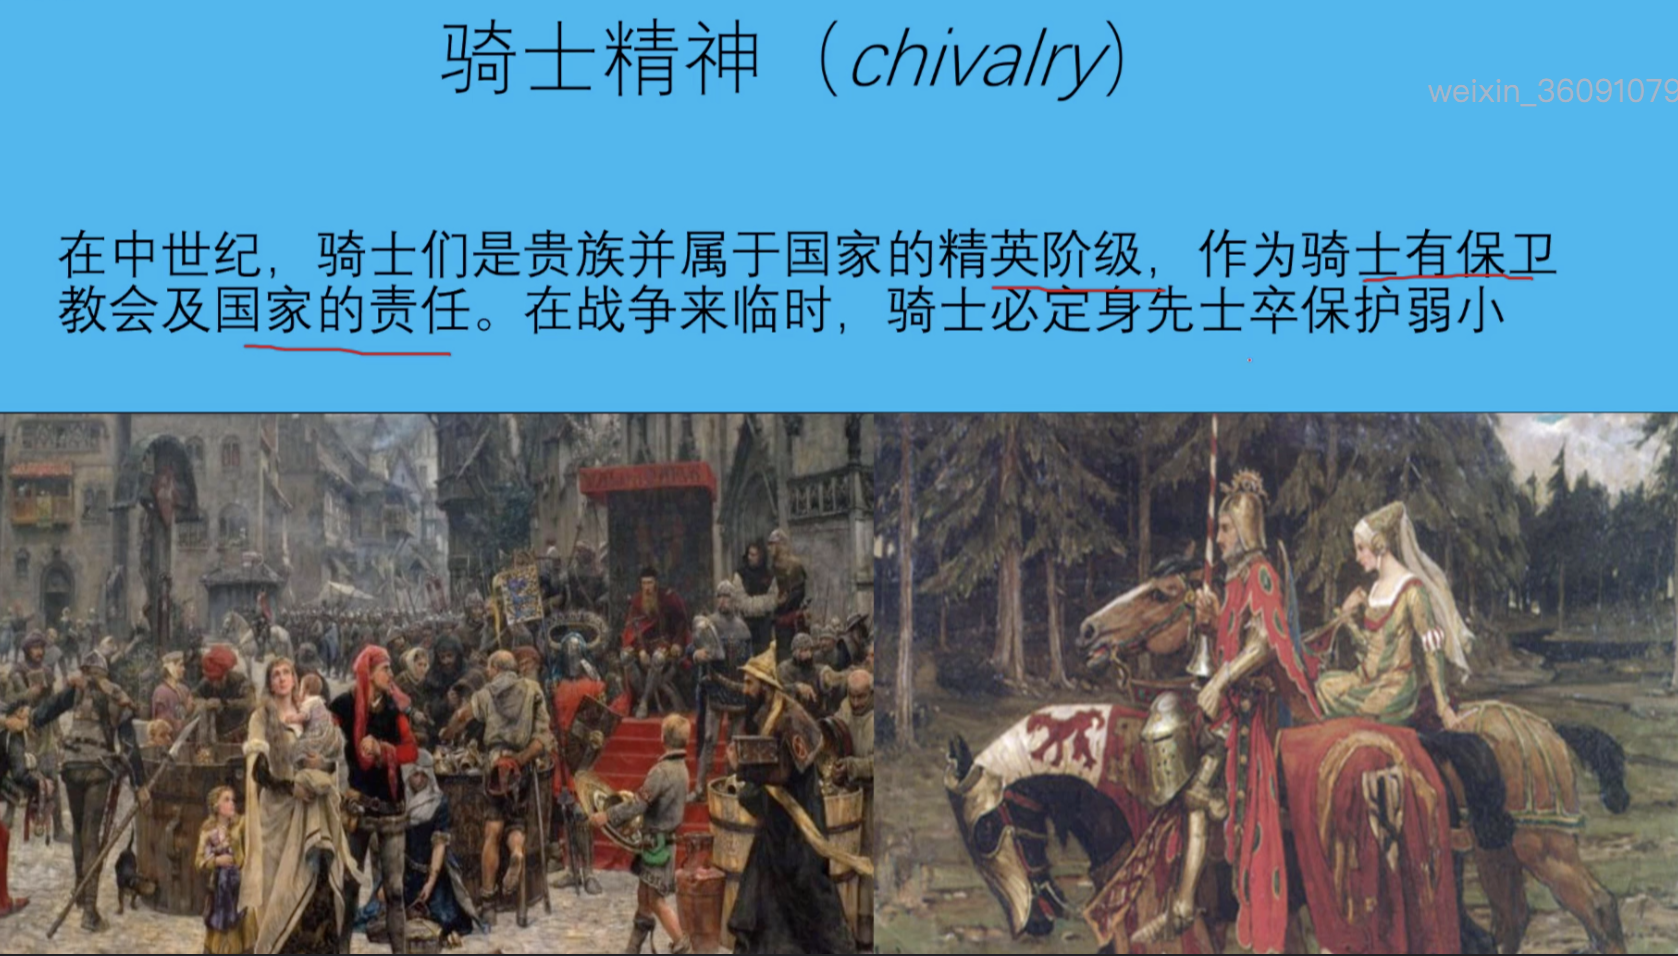 骑士精神（chivalry）
weixin_36091079
在中世纪，骑士们是贵族并属于国家的精英阶级，作为骑士有保卫
教会及国家的责任。在战争来临时，骑士必定身先士卒保护弱小